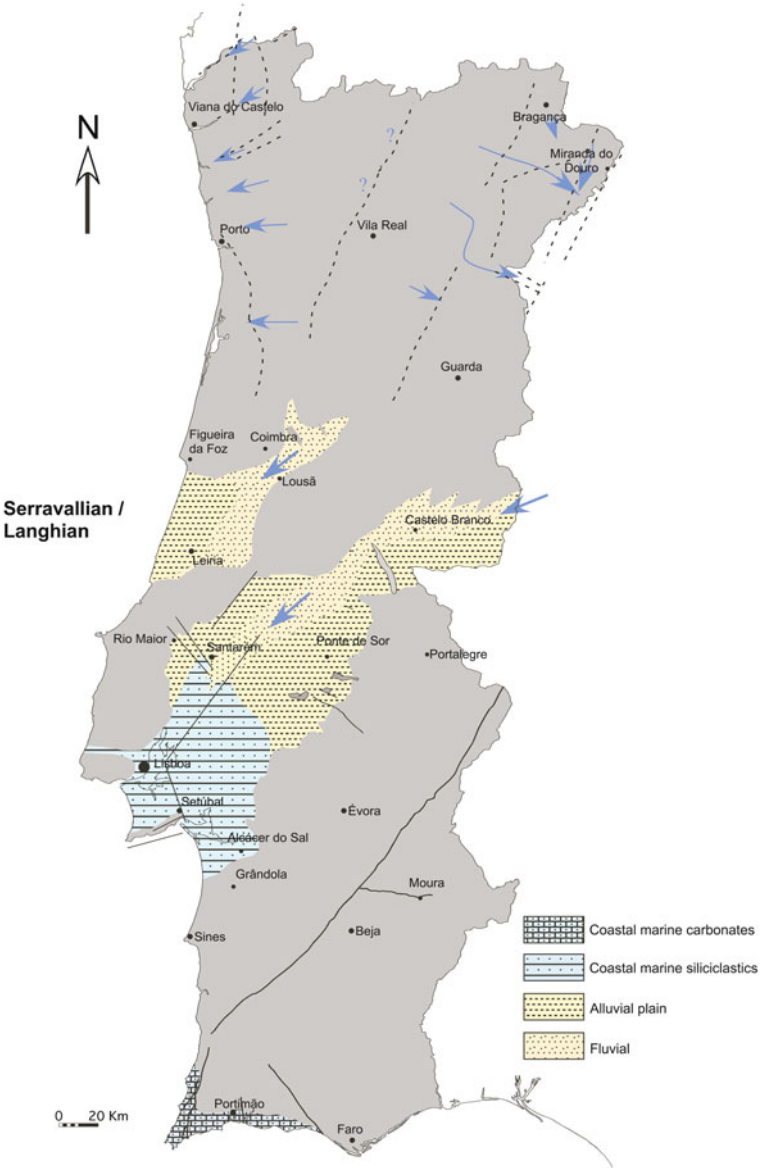 Viana do Castelo
Bragança
N
?
Miranda do
Douro
?
Porto
Vila Real
Guarda
Figueira
da Foz
Coimbra
Lousã
Serravallian /
Langhian
Castelo Branco
Leiria
Rio Maior
Santarém
Ponte de Sor
Portalegre
Lisboa
Setúbal
Évora
Alcácer do Sal
Grândola
Moura
Sines
Beja
Coastal marine carbonates
Coastal marine siliciclastics
Alluvial plain
Fluvial
Portimão
0 20 Km
Faro